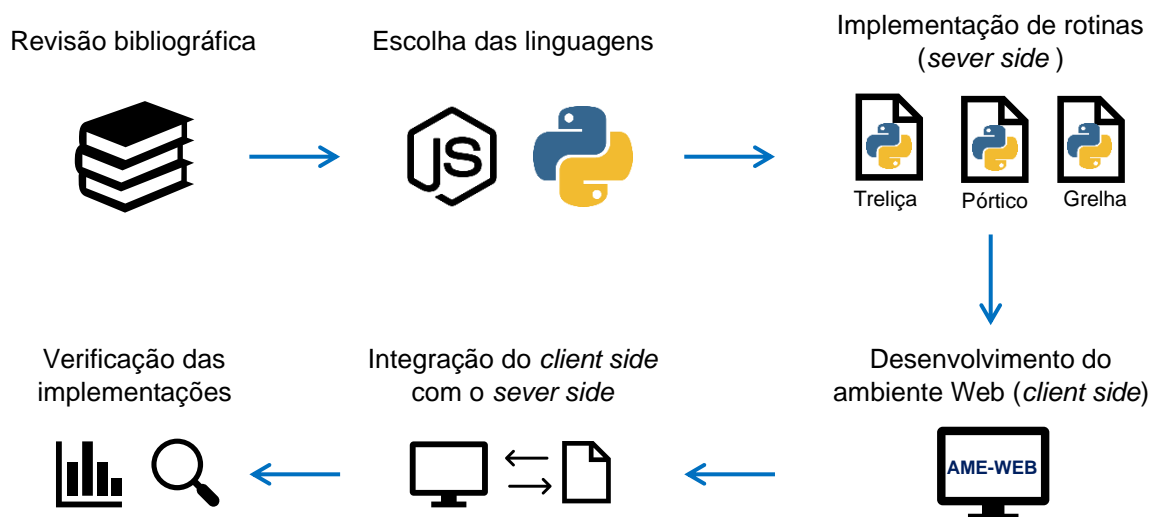 Revisão bibliográfica
Escolha das linguagens
Implementação de rotinas
(sever side )
JS
Treliça
Pórtico
Grelha
Verificação das
implementações
Integração do client side
com o sever side
Desenvolvimento do
ambiente Web (client side)
AME-WEB